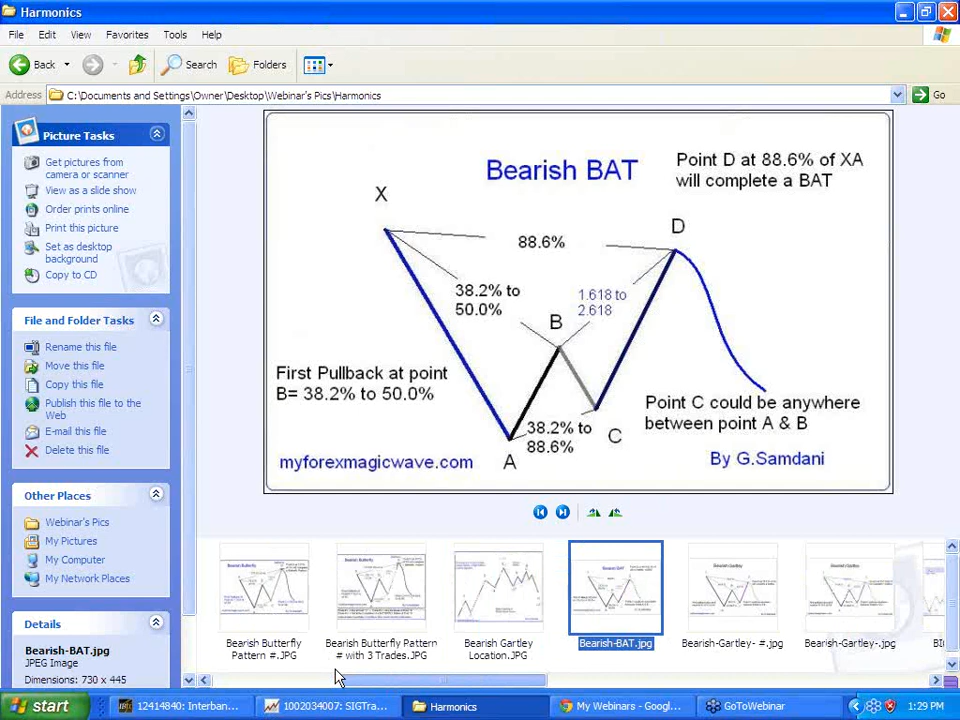 Harmonics
File Edit View Favorites Tools Help
Back Search Folders
Address C:\Documents and Settings\Owner\Desktop\Webinar's Pics\Harmonics Go
Picture Tasks
Get pictures from
camera or scanner
View as a slide show
Order prints online
Print this picture
Set as desktop
background
Copy to CD
File and Folder Tasks
Rename this file
Move this file
Copy this file
Publish this file to the
Web
E-mail this file
Delete this file
Other Places
Webinar's Pics
My Pictures
My Computer
My Network Places
Details
Bearish-BAT.jpg
JPEG Image
Dimensions: 730 x 445
Bearish BAT
Point D at 88.6% of XA
will complete a BAT
X
D
88.6%
38.2% to
50.0%
1.618 to
2.618
B
First Pullback at point
B= 38.2% to 50.0%
Point C could be anywhere
between point A & B
38.2% to
88.6%
C
A
myforexmagicwave.com
By G.Samdani
Bearish Butterfly
Pattern #.JPG
Bearish Butterfly Pattern
# with 3 Trades.JPG
Bearish Gartley
Location.JPG
Bearish-BAT.jpg
Bearish-Gartley- #.jpg
Bearish-Gartley-.jpg
start 12414840: Interban... 1002034007: SIGTra... Harmonics My Webinars - Googl... GoToWebinar 1:29 PM